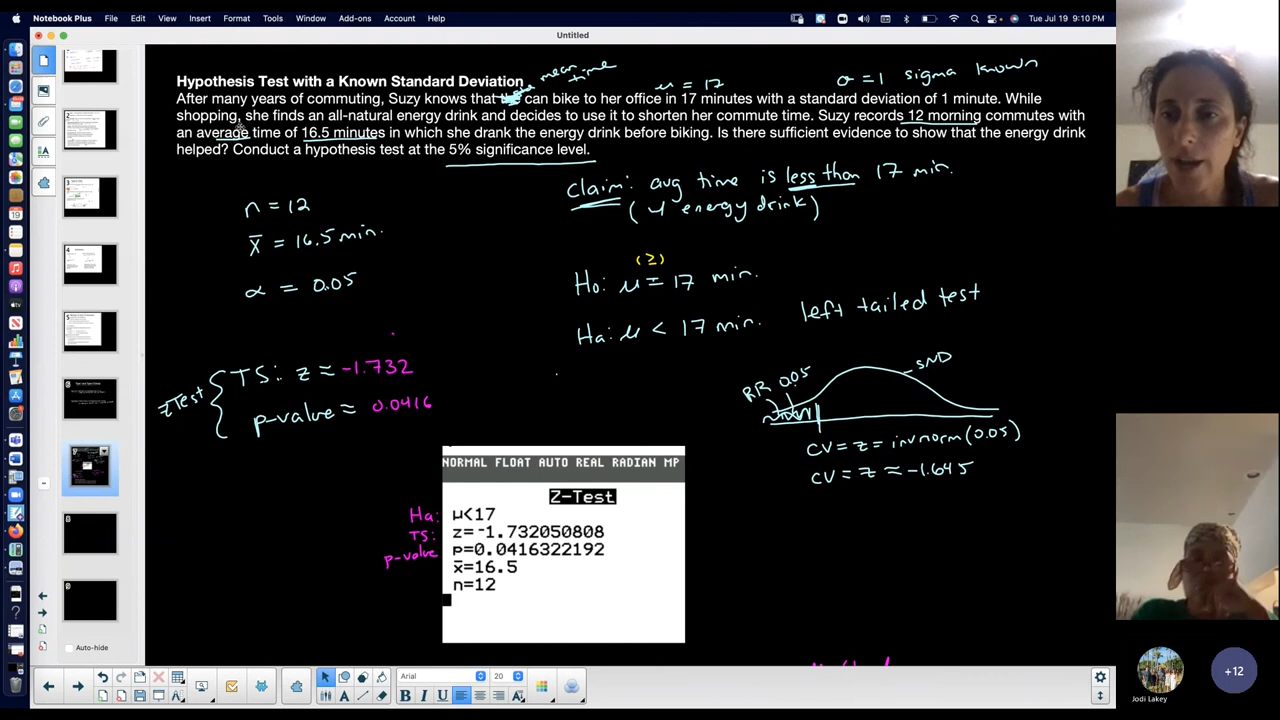 Notebook Plus File Edit View Insert Format Tools Window Add-ons Account Help
Tue Jul 19 9:10 PM
Untitled
mean time
μ = 17
σ = 1 sigma known
Hypothesis Test with a Known Standard Deviation
After many years of commuting, Suzy knows that can bike to her office in 17 minutes with a standard deviation of 1 minute. While
shopping, she finds an all-natural energy drink and decides to use it to shorten her commute time. Suzy records 12 morning commutes with
an average time of 16.5 minutes in which she drank the energy drink before biking. Is there sufficient evidence to show that the energy drink
helped? Conduct a hypothesis test at the 5% significance level.
Claim: avg time is less than 17 min.
( energy drink)
n = 12
x̄ = 16.5 min.
α = 0.05
(≥)
Ho: μ = 17 min.
Ha: μ < 17 min. left tailed test
zTest
TS: z ≈ -1.732
p-value ≈ 0.0416
RR 0.05
SND
CV = z = invnorm(0.05)
CV = z ≈ -1.645
NORMAL FLOAT AUTO REAL RADIAN MP
Z-Test
Ha: μ<17
TS: z=-1.732050808
p-value p=0.0416322192
x̄=16.5
n=12
Auto-hide
Arial 20
B I U
Jodi Lakey
+12